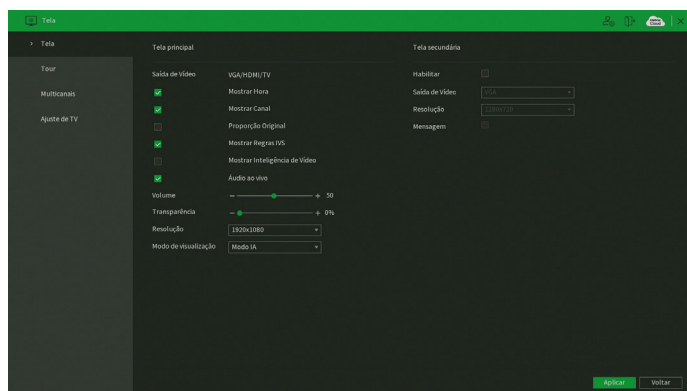 Tela
Tela
Tour
Multicanais
Ajuste de TV
Tela principal
Saída de Vídeo VGA/HDMI/TV
Mostrar Hora
Mostrar Canal
Proporção Original
Mostrar Regras IVS
Mostrar Inteligência de Vídeo
Áudio ao vivo
Volume 50
Transparência 0%
Resolução 1920x1080
Modo de visualização Modo IA
Tela secundária
Habilitar
Saída de Vídeo VGA
Resolução 1280x720
Mensagem
Aplicar Voltar